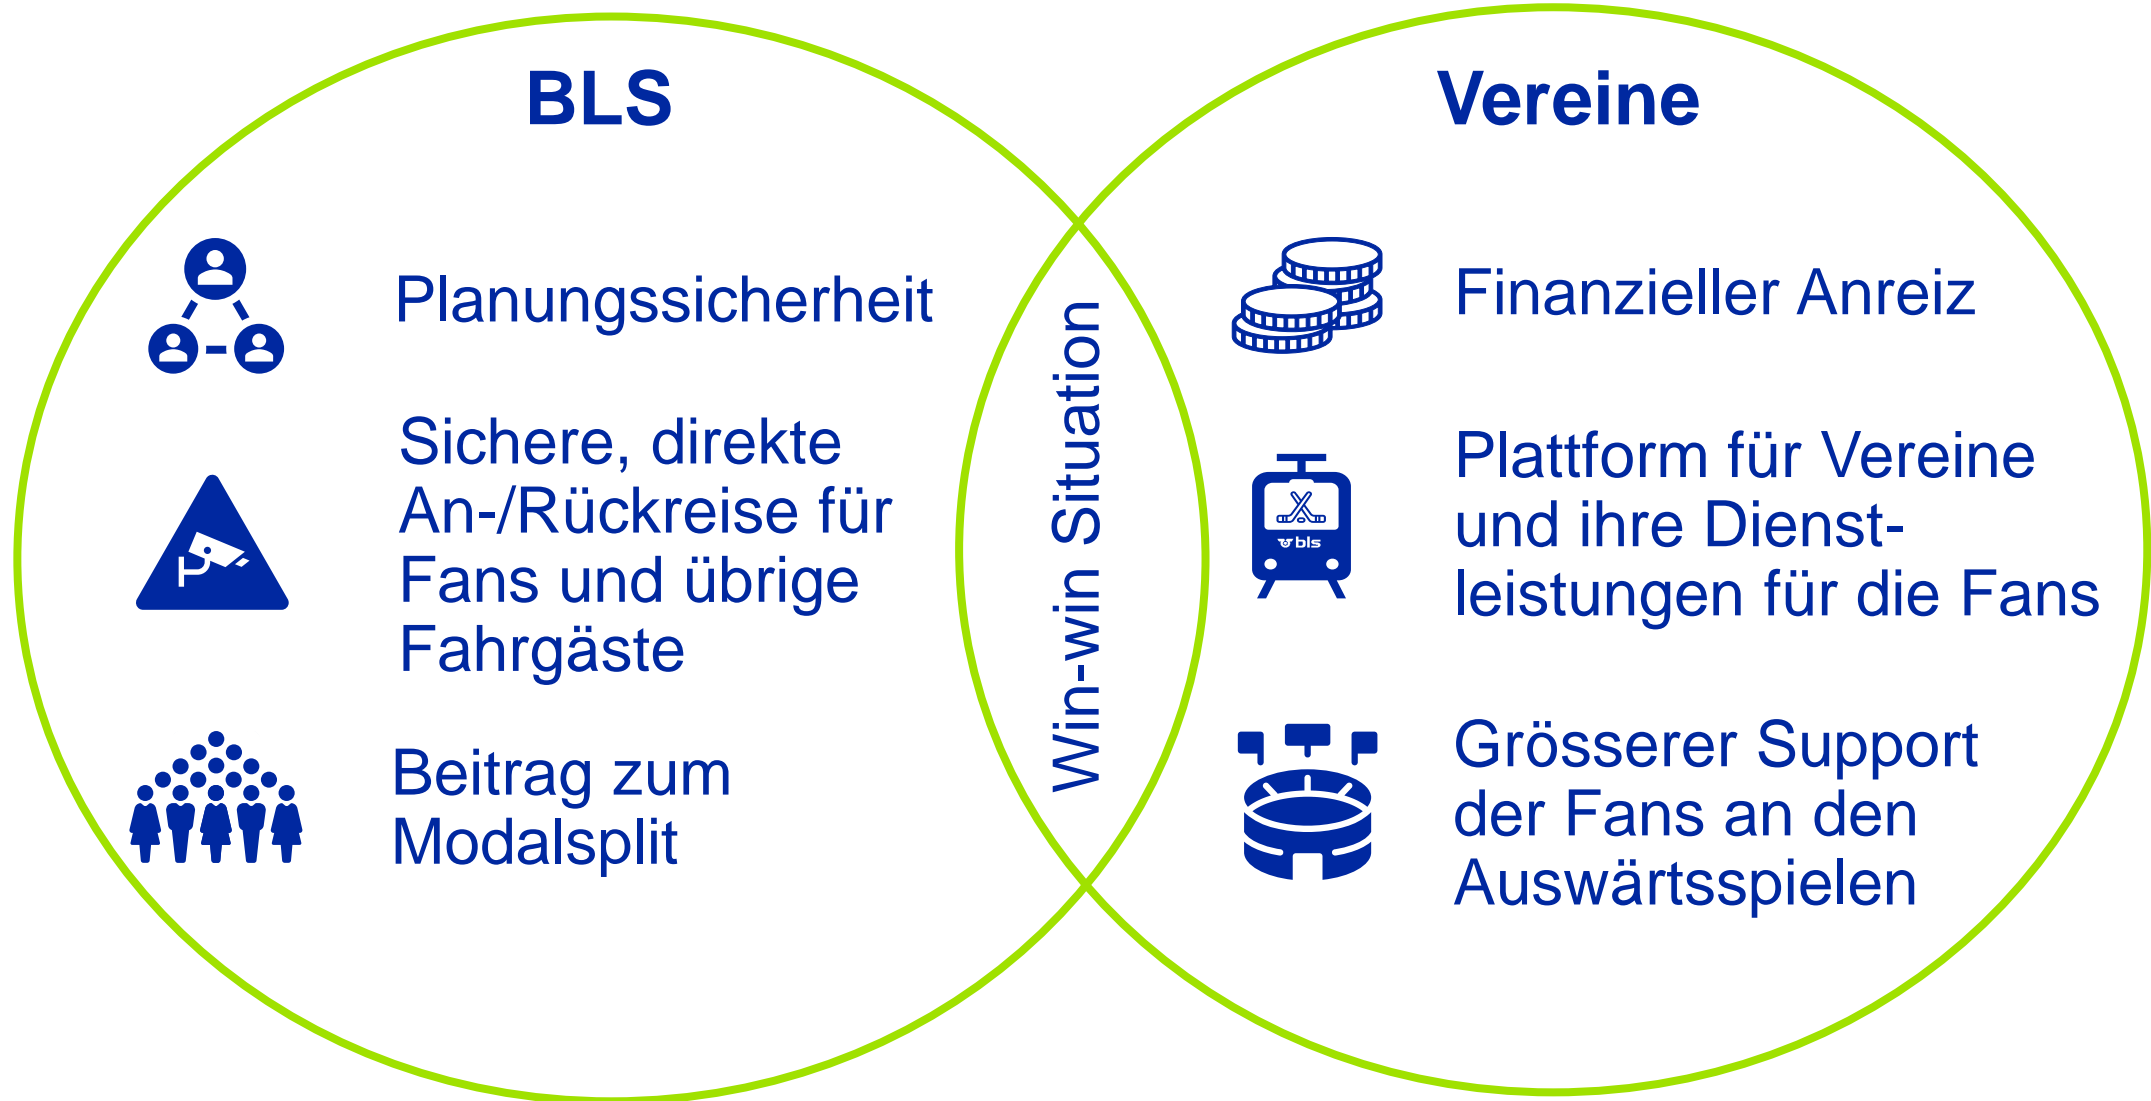 BLS
Planungssicherheit
Sichere, direkte
An-/Rückreise für
Fans und übrige
Fahrgäste
Beitrag zum
Modalsplit
Win-win Situation
Vereine
Finanzieller Anreiz
Plattform für Vereine
und ihre Dienst-
leistungen für die Fans
bls
Grösserer Support
der Fans an den
Auswärtsspielen